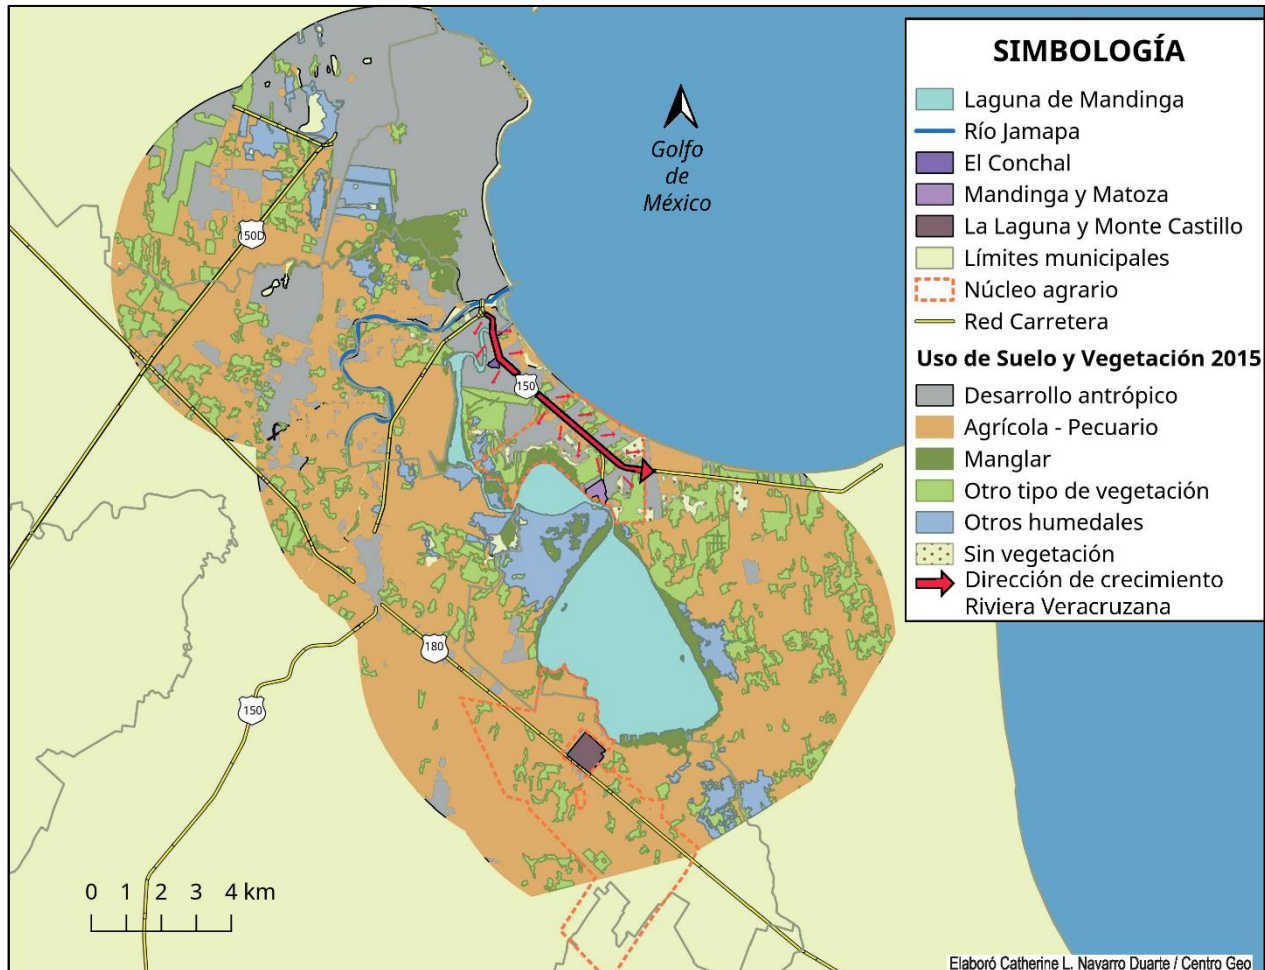 SIMBOLOGÍA
Laguna de Mandinga
Río Jamapa
El Conchal
Mandinga y Matoza
La Laguna y Monte Castillo
Límites municipales
Núcleo agrario
Red Carretera
Uso de Suelo y Vegetación 2015
Desarrollo antrópico
Agrícola - Pecuario
Manglar
Otro tipo de vegetación
Otros humedales
Sin vegetación
Dirección de crecimiento
Riviera Veracruzana
Golfo
de
México
150D
150
180
150
0 1 2 3 4 km
Elaboró Catherine L. Navarro Duarte / Centro Geo